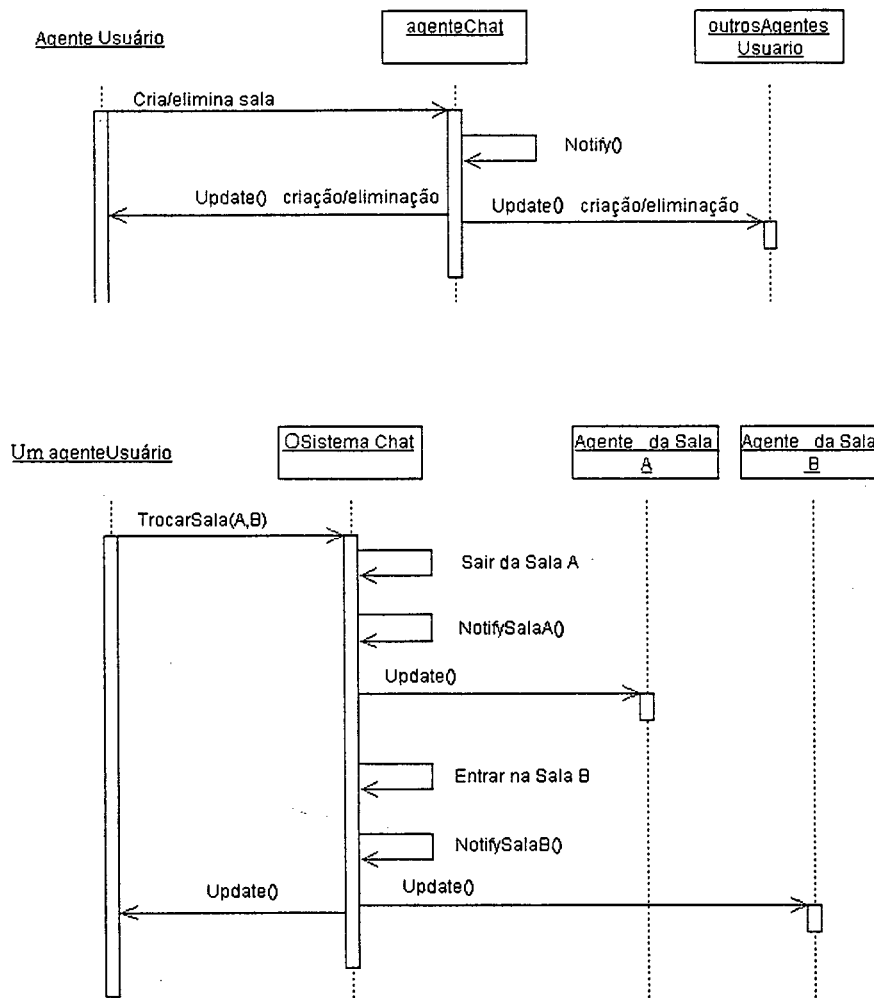 Agente Usuário
agenteChat
outrosAgentes
Usuario
Cria/elimina sala
Notify()
Update() criação/eliminação
Update() criação/eliminação
Um agenteUsuário
OSistema Chat
Agente da Sala
A
Agente da Sala
B
TrocarSala(A,B)
Sair da Sala A
NotifySalaA()
Update()
Entrar na Sala B
NotifySalaB()
Update()
Update()